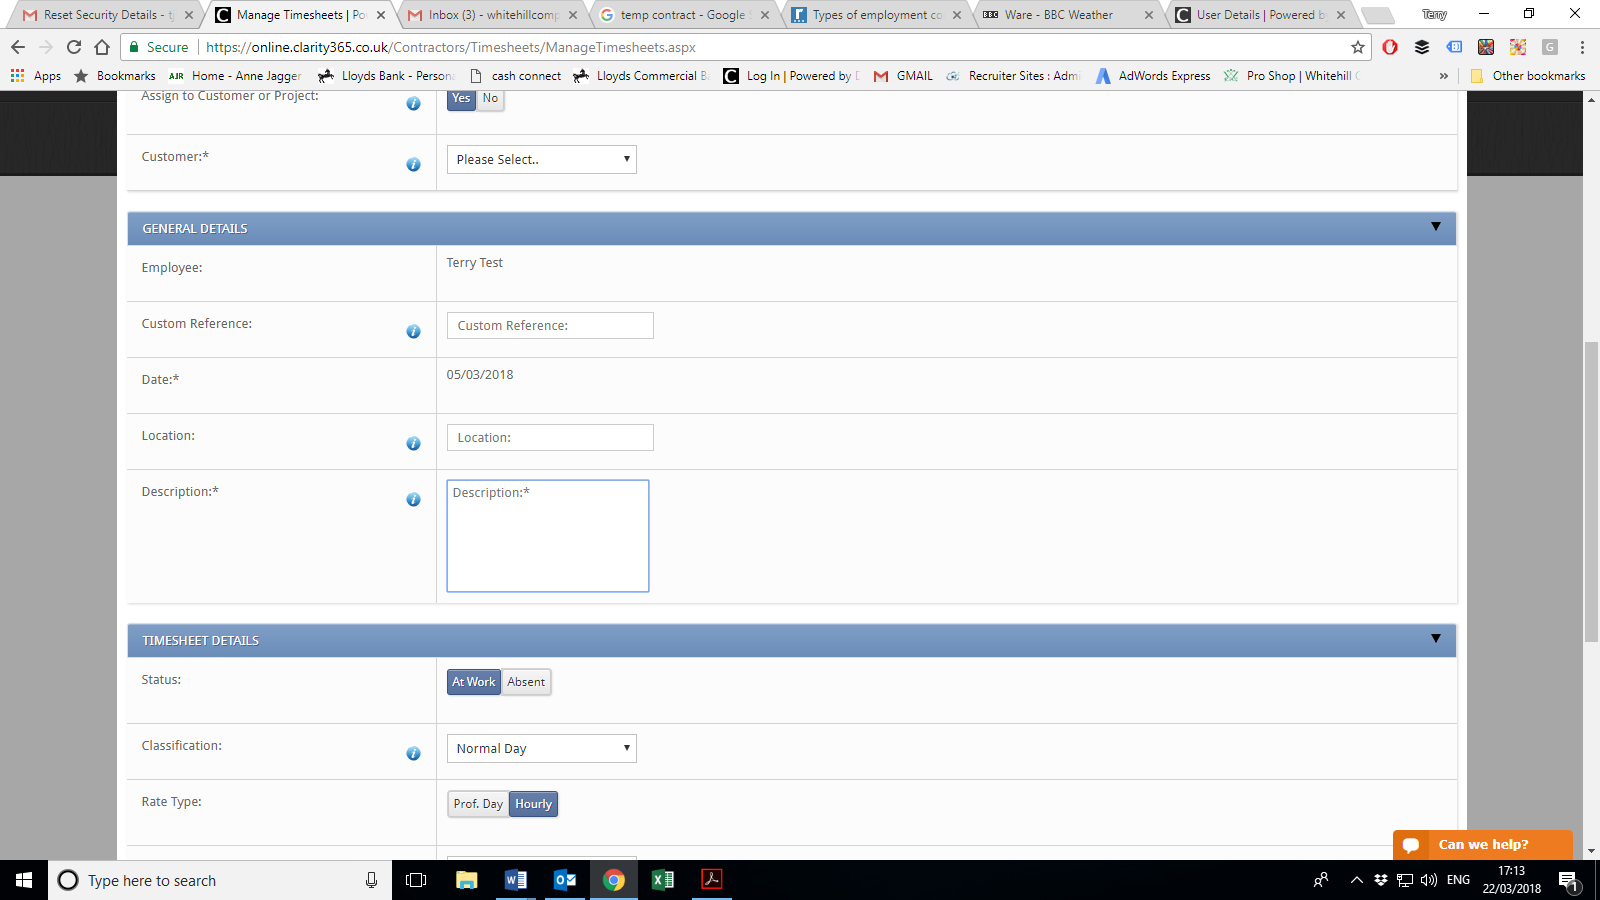 Reset Security Details - t
Manage Timesheets | Po
Inbox (3) - whitehillcomp
temp contract - Google
Types of employment co
Ware - BBC Weather
User Details | Powered b
Terry
Secure
https://online.clarity365.co.uk/Contractors/Timesheets/ManageTimesheets.aspx
Apps
Bookmarks
Home - Anne Jagger
Lloyds Bank - Persona
cash connect
Lloyds Commercial B
Log In | Powered by
GMAIL
Recruiter Sites : Admi
AdWords Express
Pro Shop | Whitehill
Other bookmarks
Assign to Customer or Project:
Yes No
Customer:*
Please Select..
GENERAL DETAILS
Employee:
Terry Test
Custom Reference:
Custom Reference:
Date:*
05/03/2018
Location:
Location:
Description:*
Description:*
TIMESHEET DETAILS
Status:
At Work Absent
Classification:
Normal Day
Rate Type:
Prof. Day Hourly
Can we help?
Type here to search
ENG
17:13
22/03/2018
1